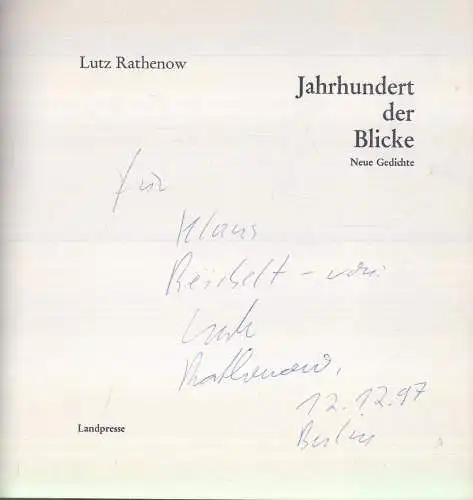 Lutz Rathenow
Jahrhundert
der
Blicke
Neue Gedichte
für
Klaus
Reichelt – von
Lutz
Rathenow,
12.12.97
Berlin
Landpresse